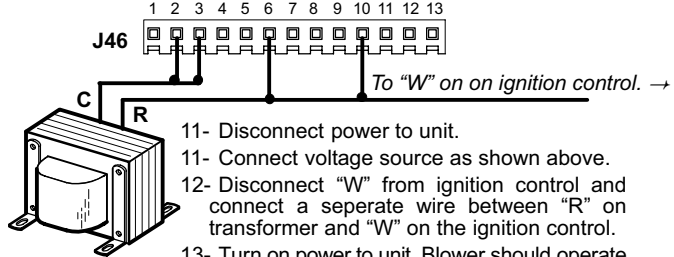 1 2 3 4 5 6 7 8 9 10 11 12 13
J46
To “W” on on ignition control. →
C
R
11- Disconnect power to unit.
11- Connect voltage source as shown above.
12- Disconnect “W” from ignition control and
connect a seperate wire between “R” on
transformer and “W” on the ignition control.
13- Turn on power to unit. Blower should operate